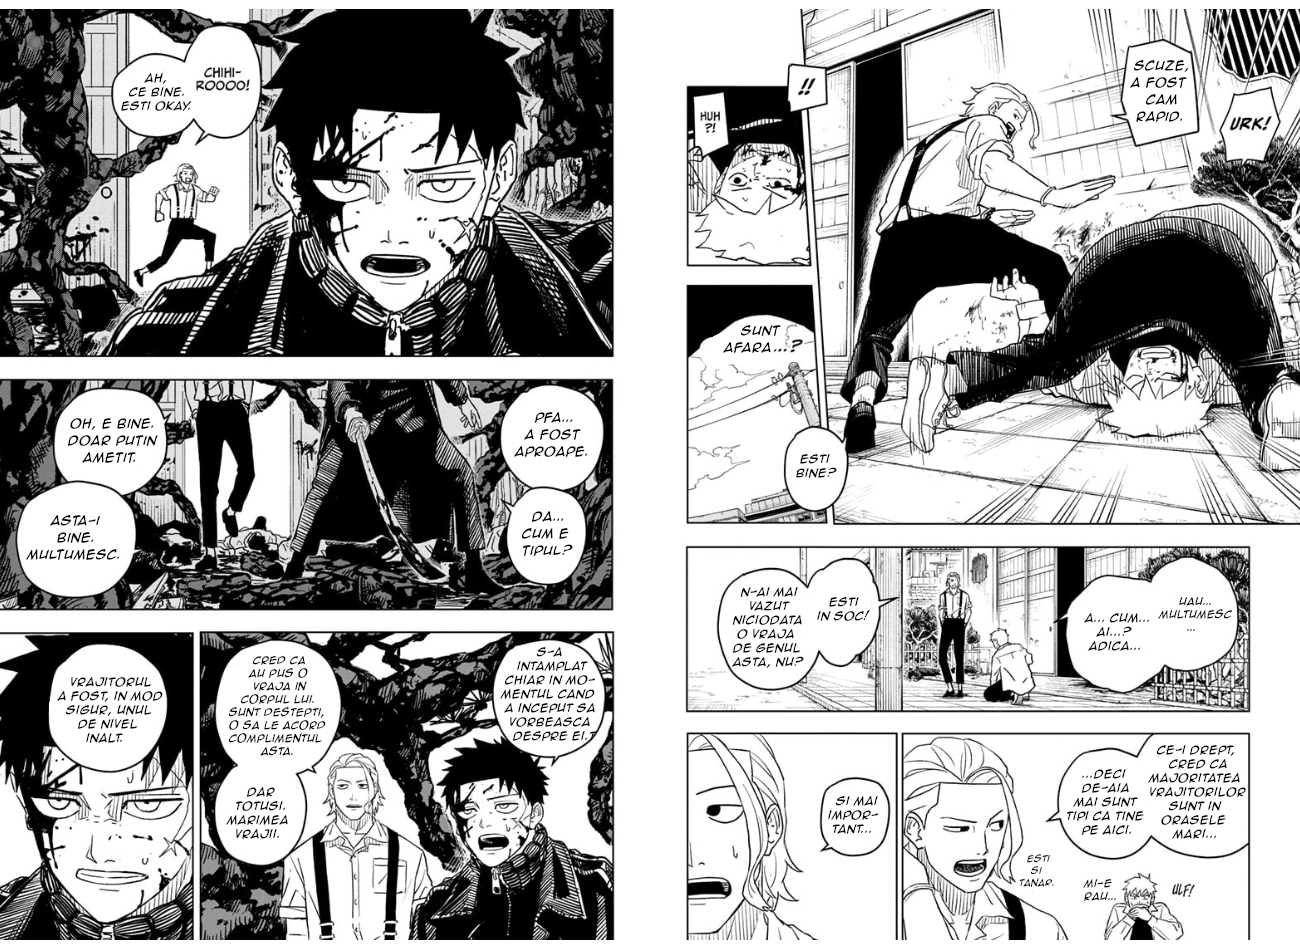 !!
HUH
?!
SCUZE,
A FOST
CAM
RAPID.
URK!
SUNT
AFARA...?
ESTI
BINE?
UAU...
MULTUMESC
...
A... CUM...
AI...?
ADICA...
ESTI
IN SOC!
N-AI MAI
VAZUT
NICIODATA
O VRAJA
DE GENUL
ASTA, NU?
CE-I DREPT,
CRED CA
MAJORITATEA
VRAJITORILOR
SUNT IN
ORASELE
MARI...
...DECI
DE-AIA
MAI SUNT
TIPI CA TINE
PE AICI.
ESTI
SI
TANAR.
MI-E
RAU...
ULF!
SI MAI
IMPOR-
TANT...
CHIHI-
ROOOO!
AH,
CE BINE.
ESTI OKAY.
PFA...
A FOST
APROAPE.
DA...
CUM E
TIPUL?
OH, E BINE.
DOAR PUTIN
AMETIT.
ASTA-I
BINE.
MULTUMESC.
S-A
INTAMPLAT
CHIAR IN MO-
MENTUL CAND
A INCEPUT SA
VORBEASCA
DESPRE EI.T
CRED CA
AU PUS O
VRAJA IN
CORPUL LUI.
SUNT DESTEPTI,
O SA LE ACORD
COMPLIMENTUL
ASTA.
DAR
TOTUSI.
MARIMEA
VRAJII.
VRAJITORUL
A FOST, IN MOD
SIGUR, UNUL
DE NIVEL
INALT.